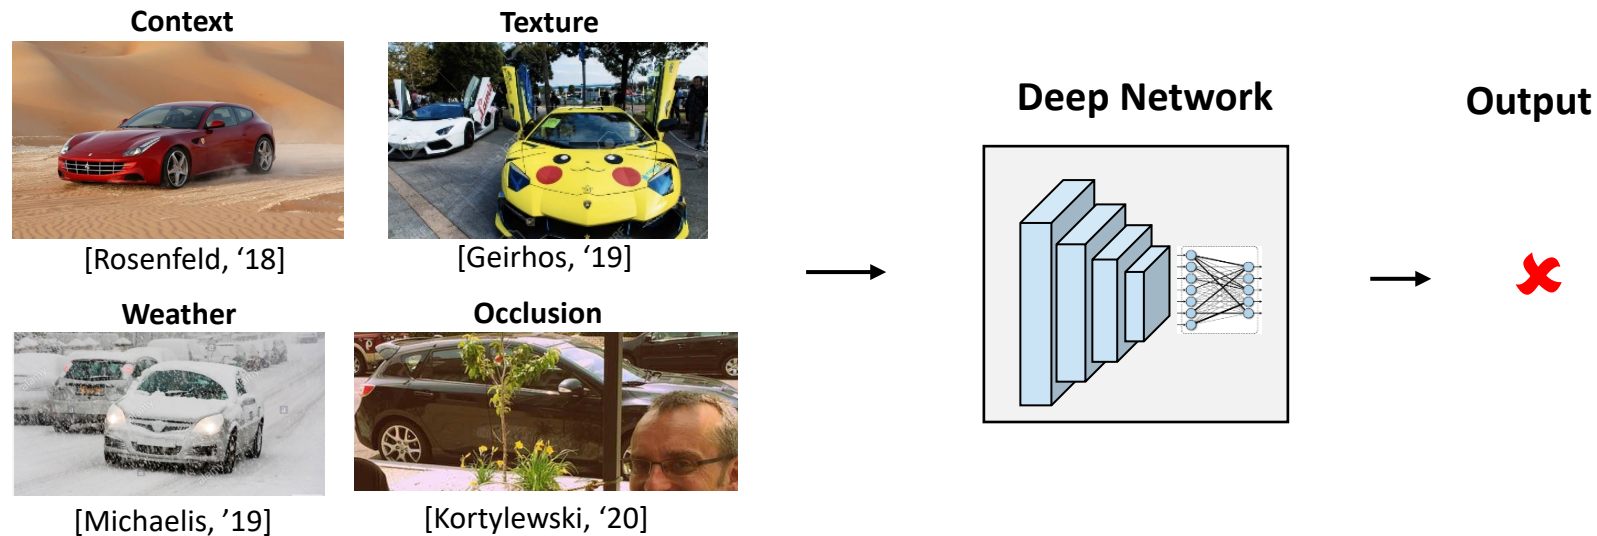 Context
Texture
Deep Network
Output
[Rosenfeld, ‘18]
[Geirhos, ‘19]
Weather
Occlusion
[Michaelis, ’19]
[Kortylewski, ‘20]